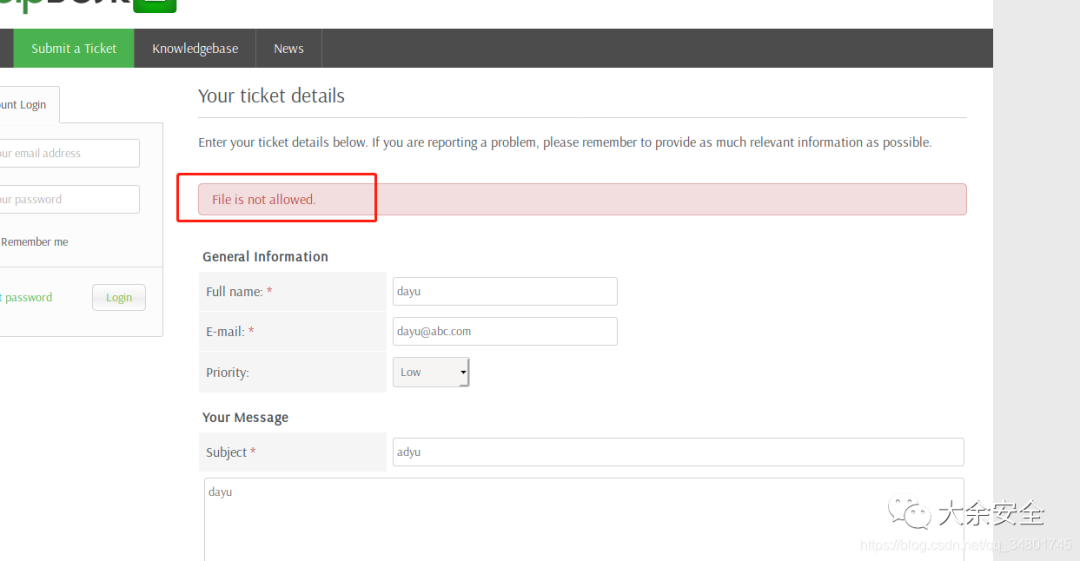 Submit a Ticket Knowledgebase News
unt Login
Your ticket details
Enter your ticket details below. If you are reporting a problem, please remember to provide as much relevant information as possible.
ur email address
ur password
File is not allowed.
Remember me
t password
Login
General Information
Full name: * dayu
E-mail: * dayu@abc.com
Priority: Low
Your Message
Subject * adyu
dayu
大余安全
https://blog.csdn.net/qq_34801745